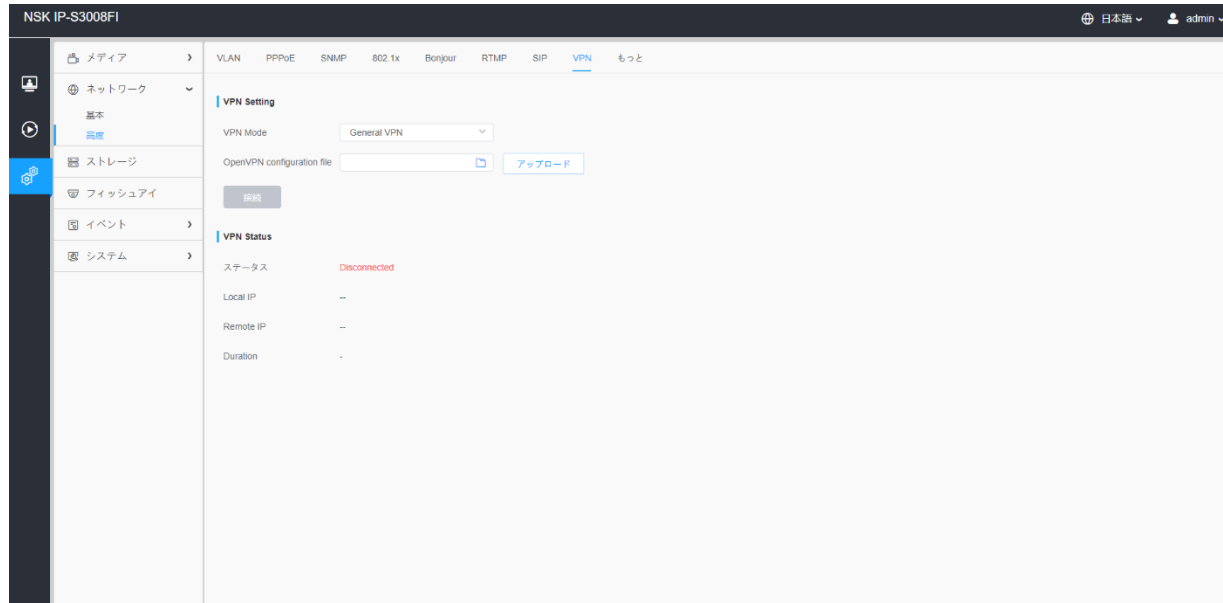 NSK IP-S3008FI
日本語
admin
メディア
ネットワーク
基本
高度
ストレージ
フィッシュアイ
イベント
システム
VLAN PPPoE SNMP 802.1x Bonjour RTMP SIP VPN もっと
VPN Setting
VPN Mode General VPN
OpenVPN configuration file アップロード
接続
VPN Status
ステータス Disconnected
Local IP --
Remote IP --
Duration -